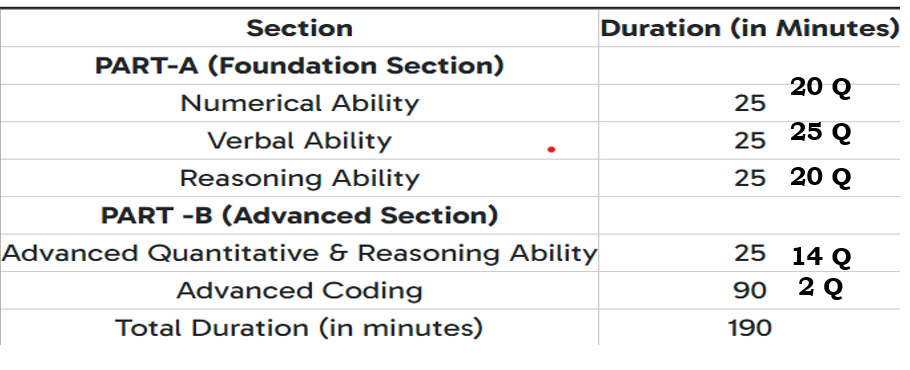 Section Duration (in Minutes)
PART-A (Foundation Section)
Numerical Ability 25 20 Q
Verbal Ability 25 25 Q
Reasoning Ability 25 20 Q
PART -B (Advanced Section)
Advanced Quantitative & Reasoning Ability 25 14 Q
Advanced Coding 90 2 Q
Total Duration (in minutes) 190